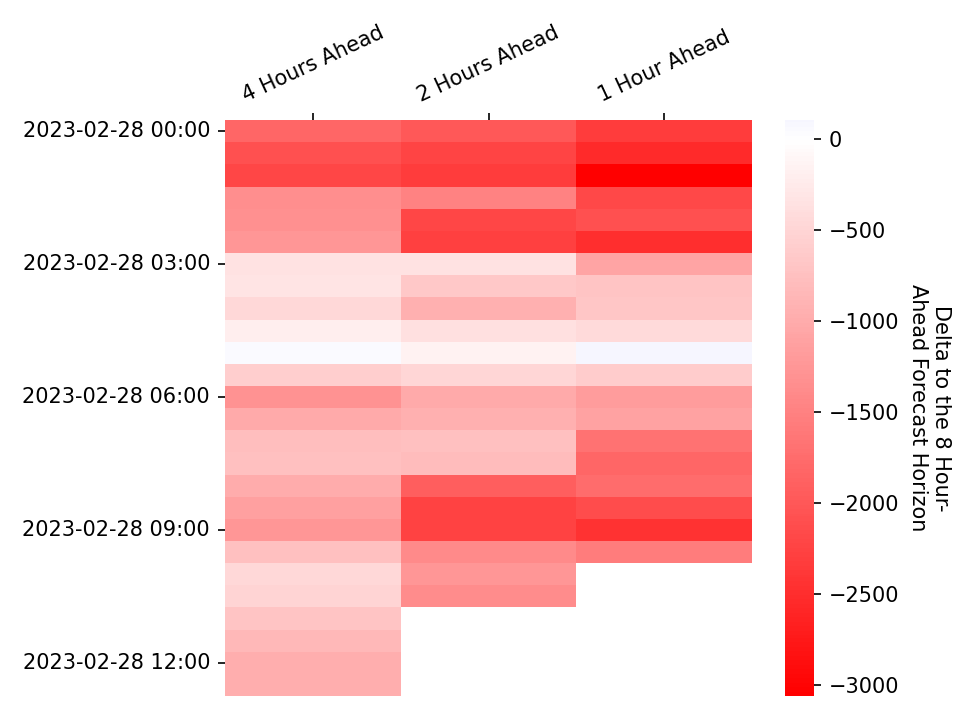 4 Hours Ahead
2 Hours Ahead
1 Hour Ahead
2023-02-28 00:00
2023-02-28 03:00
2023-02-28 06:00
2023-02-28 09:00
2023-02-28 12:00
0
−500
−1000
−1500
−2000
−2500
−3000
Delta to the 8 Hour-
Ahead Forecast Horizon